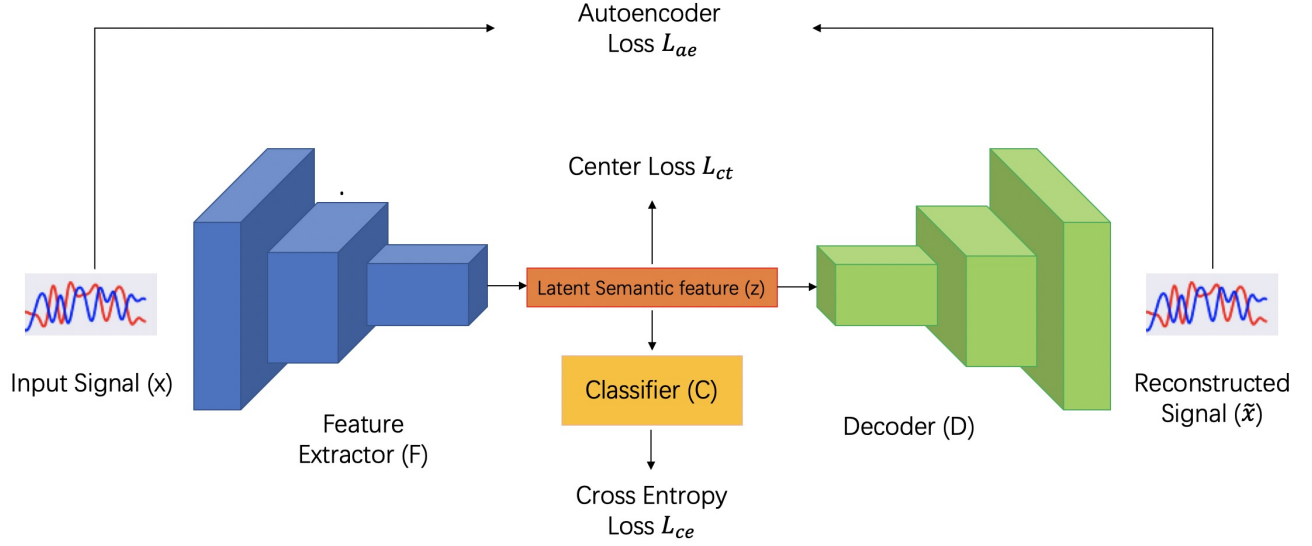 Autoencoder
Loss L_ae
Center Loss L_ct
Latent Semantic feature (z)
Input Signal (x)
Classifier (C)
Reconstructed
Signal (x̃)
Feature
Extractor (F)
Decoder (D)
Cross Entropy
Loss L_ce